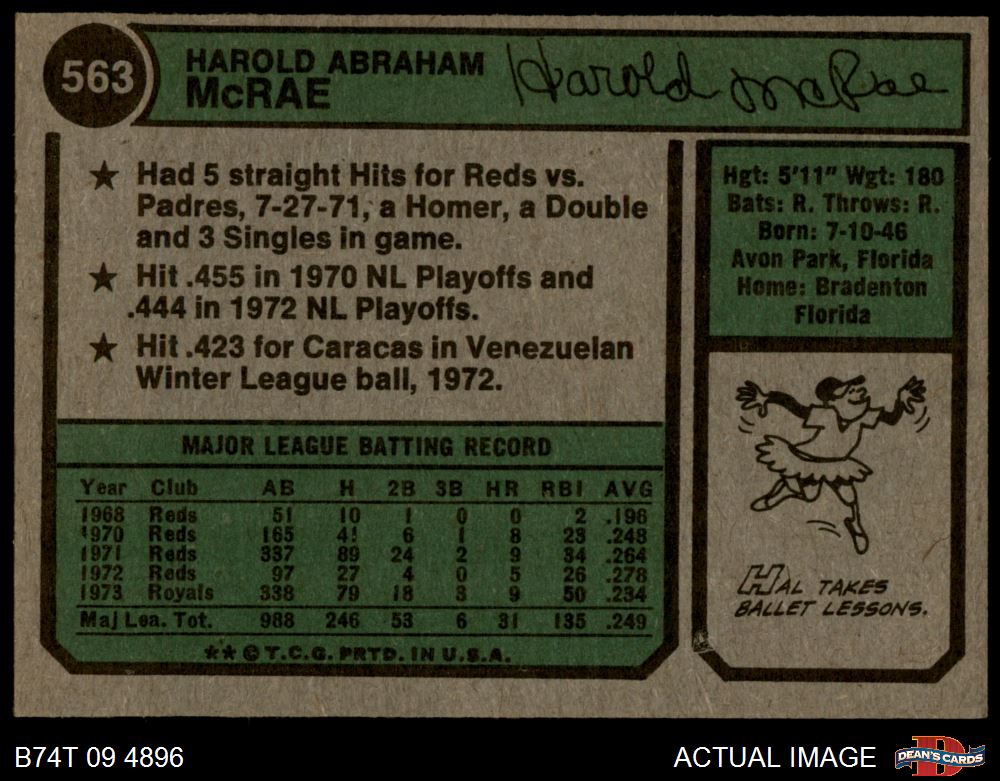 563
HAROLD ABRAHAM
McRAE
Harold McRae
★ Had 5 straight Hits for Reds vs.
Padres, 7-27-71, a Homer, a Double
and 3 Singles in game.
★ Hit .455 in 1970 NL Playoffs and
.444 in 1972 NL Playoffs.
★ Hit .423 for Caracas in Venezuelan
Winter League ball, 1972.
MAJOR LEAGUE BATTING RECORD
Year Club AB H 2B 3B HR RBI AVG
1968 Reds 51 10 1 0 0 2 .196
1970 Reds 165 41 6 1 8 23 .248
1971 Reds 337 89 24 2 9 34 .264
1972 Reds 97 27 4 0 5 26 .278
1973 Royals 338 79 18 3 9 50 .234
Maj Lea. Tot. 988 246 53 6 31 135 .249
** © T.C.G. PRTD. IN U.S.A.
Hgt: 5'11" Wgt: 180
Bats: R. Throws: R.
Born: 7-10-46
Avon Park, Florida
Home: Bradenton
Florida
HAL TAKES
BALLET LESSONS.
B74T 09 4896
ACTUAL IMAGE
D
DEAN'S CARDS